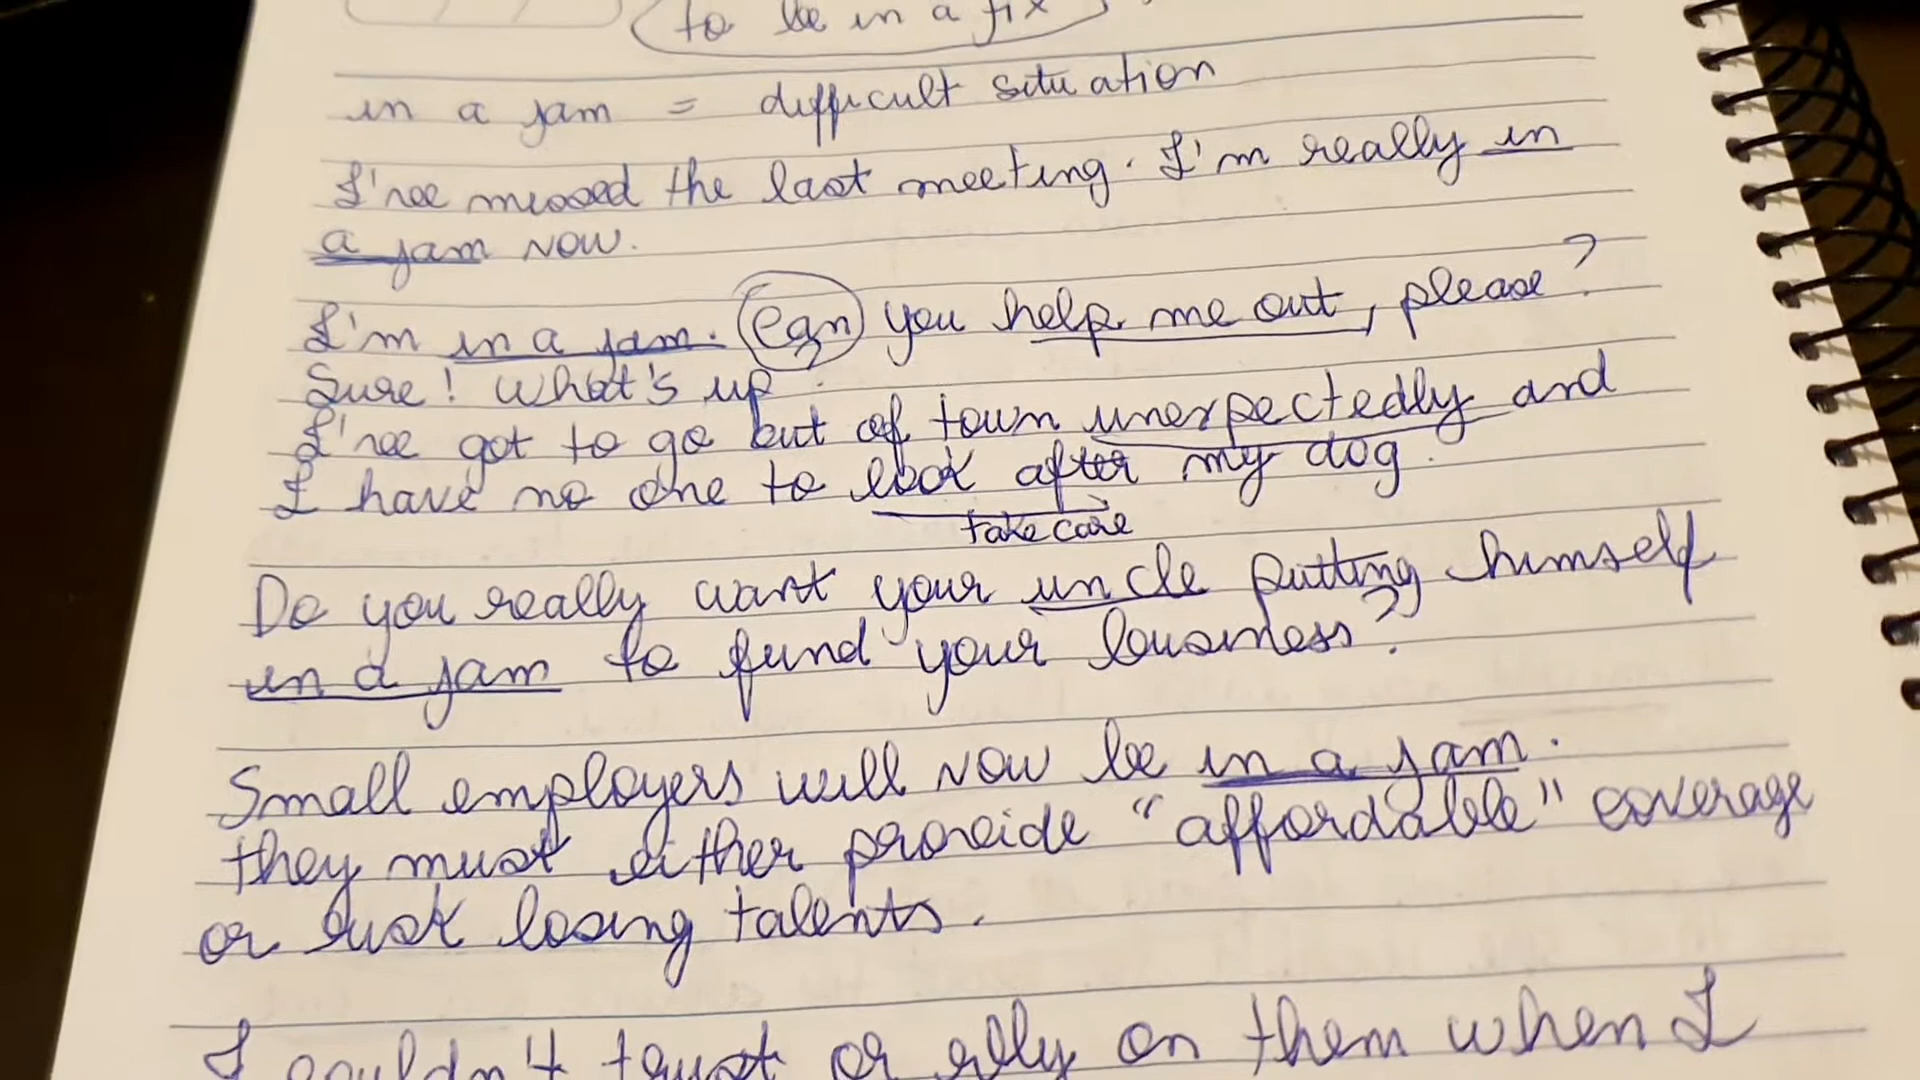 to be in a fix
in a jam = difficult situation
I've missed the last meeting. I'm really in
a jam now.
I'm in a jam. Can you help me out, please?
Sure! What's up
I've got to go out of town unexpectedly and
I have no one to look after my dog.
take care
Do you really want your uncle putting himself
in a jam to fund your business?
Small employers will now be in a jam.
they must either provide "affordable" coverage
or risk losing talents.
I couldn't trust or rely on them when I